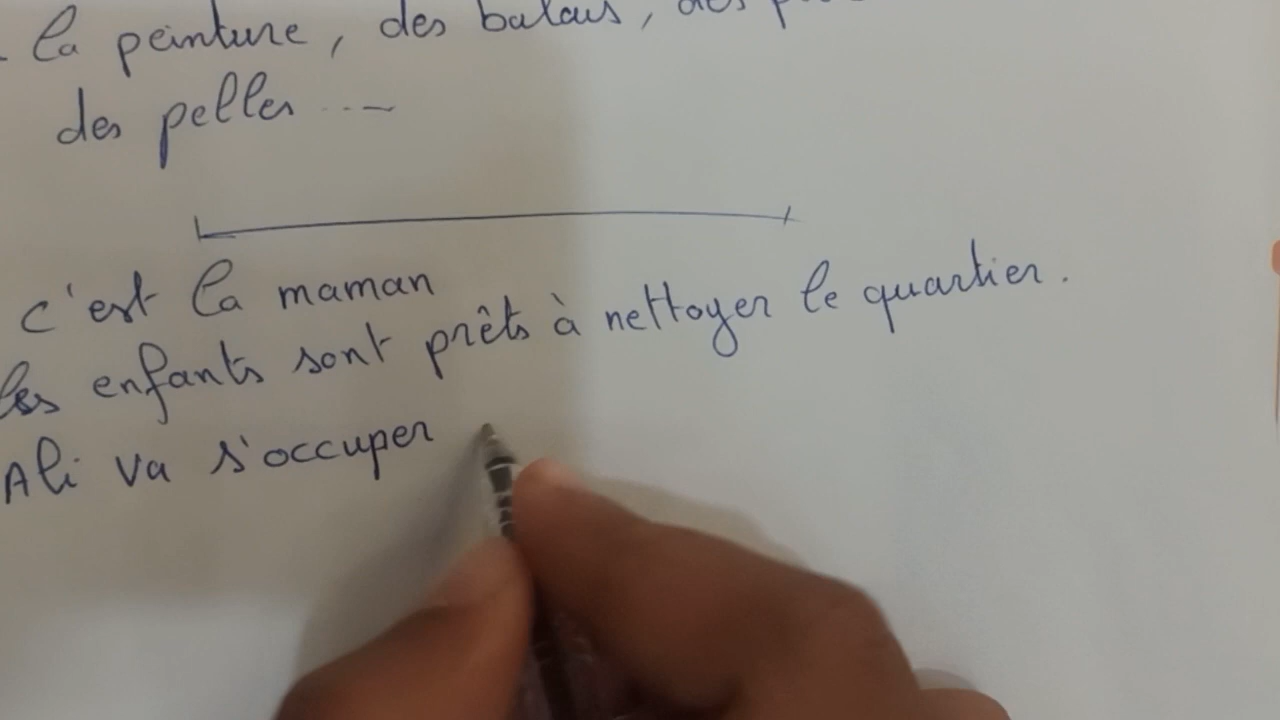 - la peinture, des balais,
des pelles ...
c'est la maman
les enfants sont prêts à nettoyer le quartier.
Ali va s'occuper